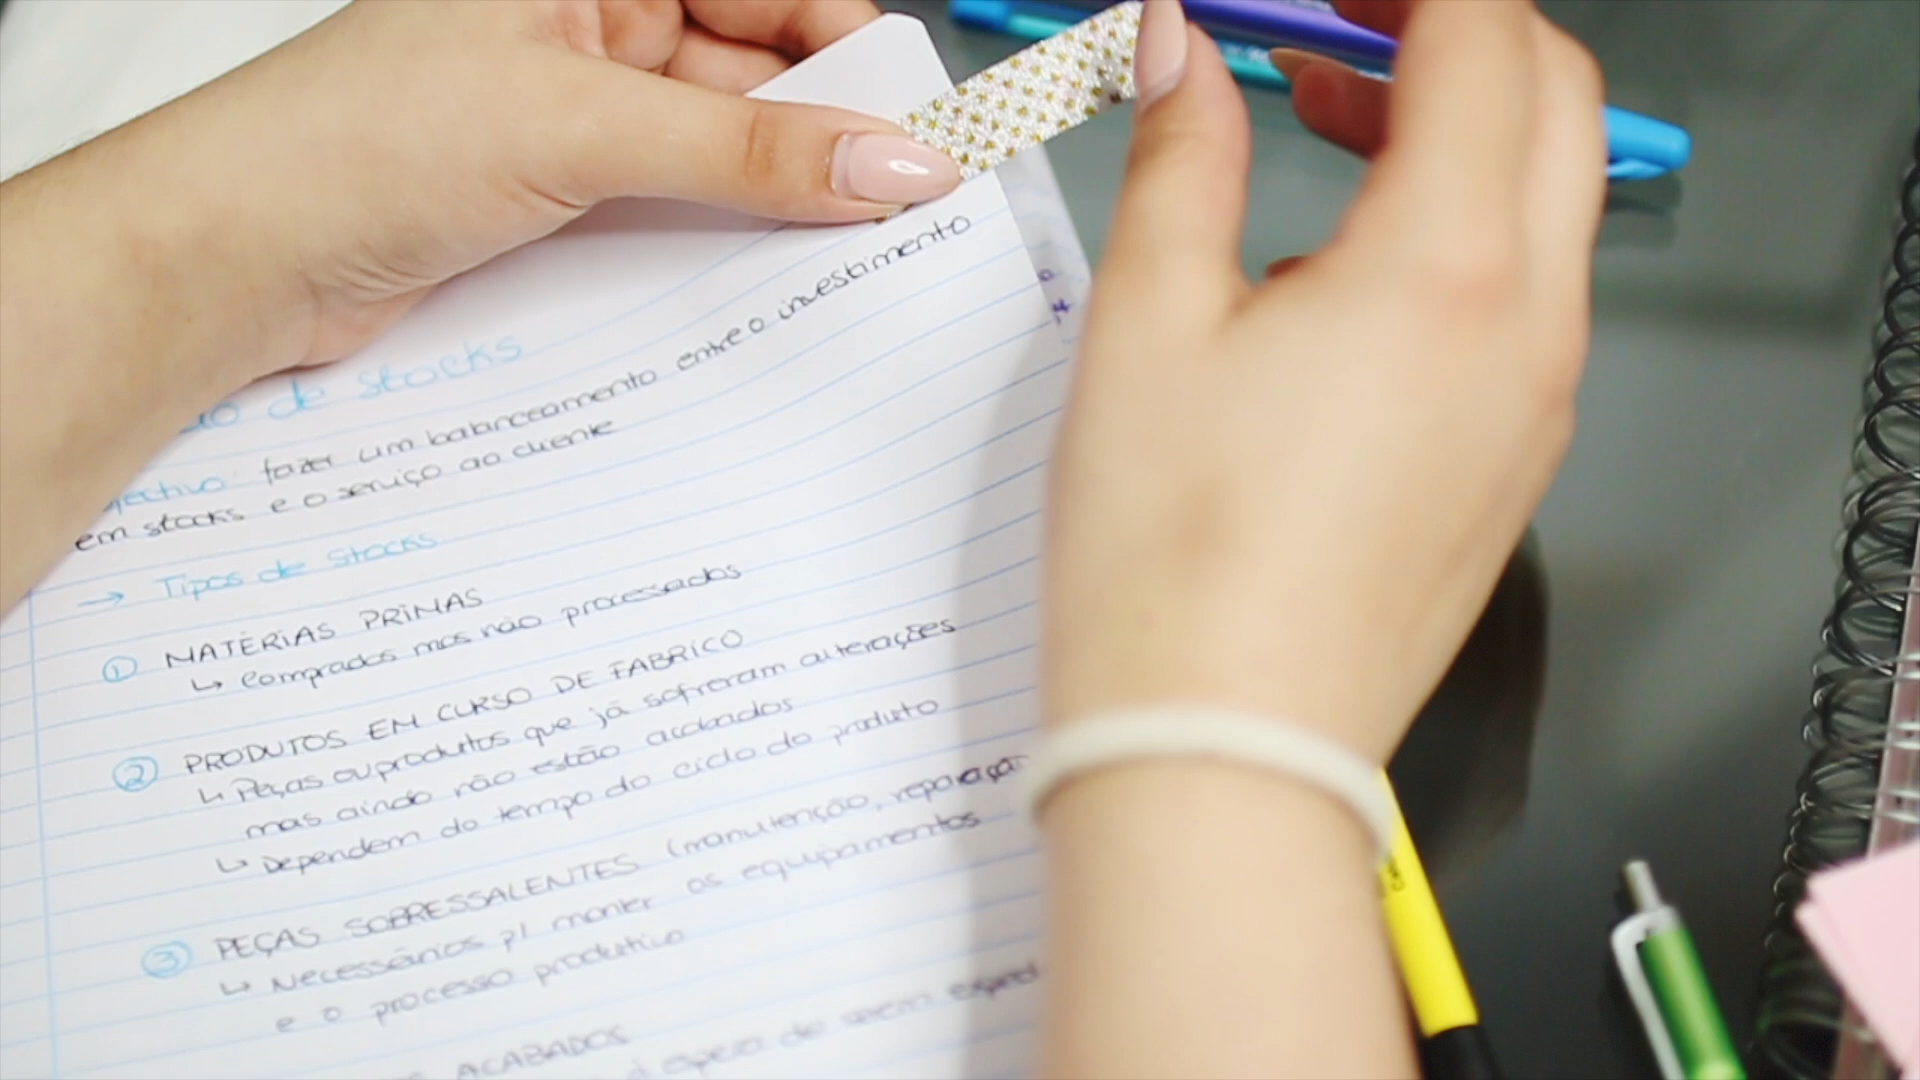 de stocks
fazer um balanceamento entre o investimento
em stocks e o serviço ao cliente
→ Tipos de stocks
① MATÉRIAS PRIMAS
↳ comprados mas não processados
② PRODUTOS EM CURSO DE FABRICO
↳ Peças ou produtos que já sofreram alterações
mas ainda não estão acabados
↳ Dependem do tempo do ciclo do produto
③ PEÇAS SOBRESSALENTES (manutenção,
↳ Necessários p/ manter os equipamentos
e o processo produtivo
ACABADOS
espera de serem